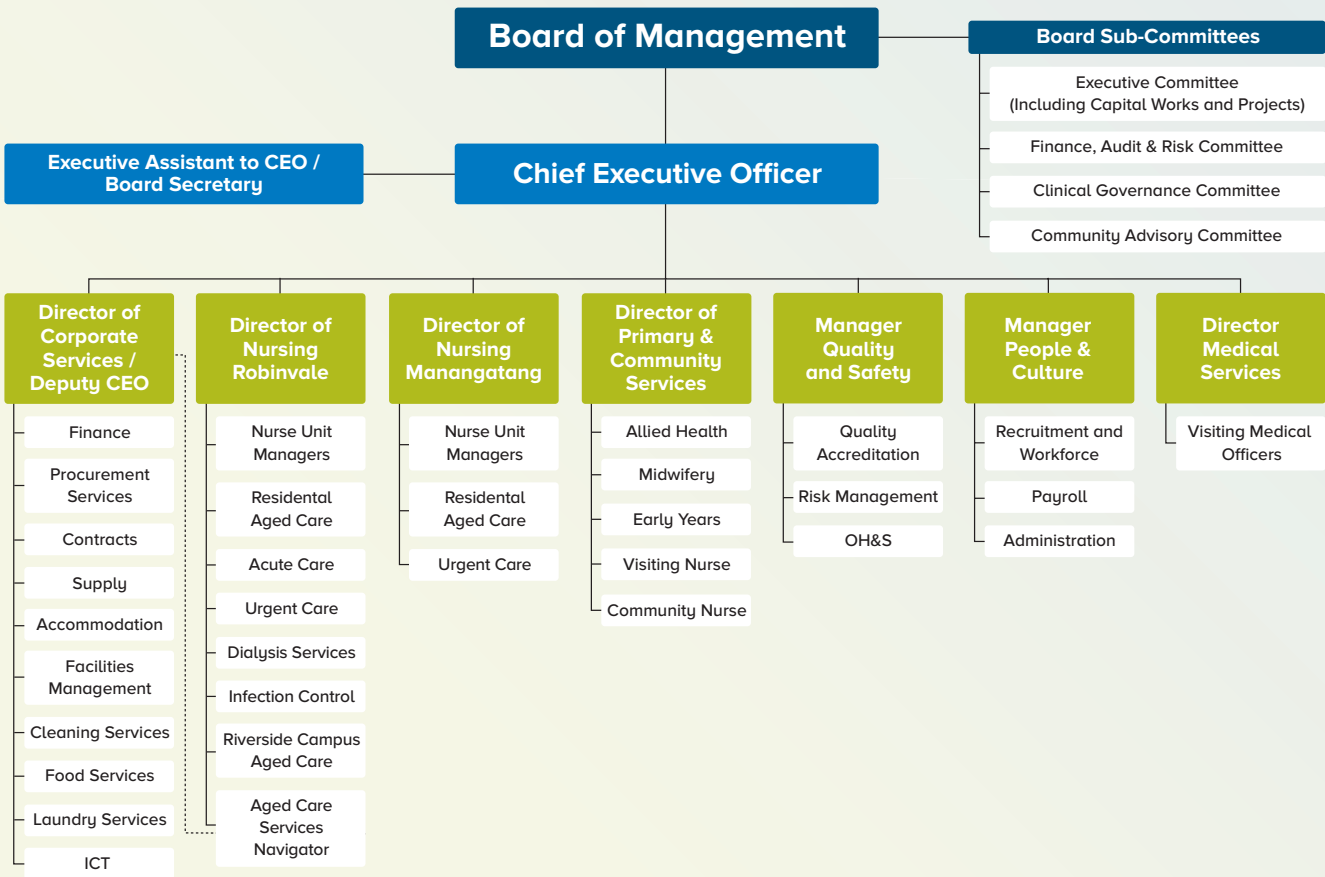 Board of Management
Board Sub-Committees
Executive Committee
(Including Capital Works and Projects)
Finance, Audit & Risk Committee
Clinical Governance Committee
Community Advisory Committee
Executive Assistant to CEO /
Board Secretary
Chief Executive Officer
Director of
Corporate
Services /
Deputy CEO
Finance
Procurement
Services
Contracts
Supply
Accommodation
Facilities
Management
Cleaning Services
Food Services
Laundry Services
ICT
Director of
Nursing
Robinvale
Nurse Unit
Managers
Residental
Aged Care
Acute Care
Urgent Care
Dialysis Services
Infection Control
Riverside Campus
Aged Care
Aged Care
Services
Navigator
Director of
Nursing
Manangatang
Nurse Unit
Managers
Residental
Aged Care
Urgent Care
Director of
Primary &
Community
Services
Allied Health
Midwifery
Early Years
Visiting Nurse
Community Nurse
Manager
Quality
and Safety
Quality
Accreditation
Risk Management
OH&S
Manager
People &
Culture
Recruitment and
Workforce
Payroll
Administration
Director
Medical
Services
Visiting Medical
Officers